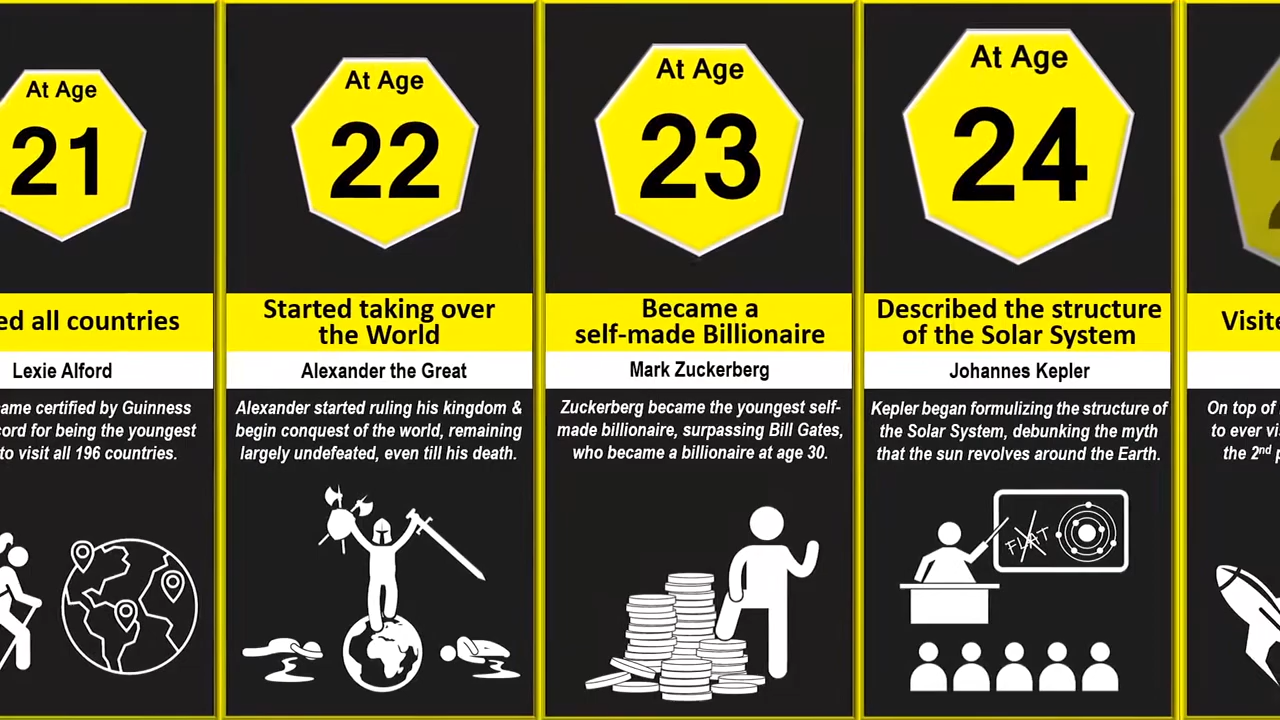 At Age
21
ed all countries
Lexie Alford
ame certified by Guinness
cord for being the youngest
to visit all 196 countries.
At Age
22
Started taking over
the World
Alexander the Great
Alexander started ruling his kingdom &
begin conquest of the world, remaining
largely undefeated, even till his death.
At Age
23
Became a
self-made Billionaire
Mark Zuckerberg
Zuckerberg became the youngest self-
made billionaire, surpassing Bill Gates,
who became a billionaire at age 30.
At Age
24
Described the structure
of the Solar System
Johannes Kepler
Kepler began formulizing the structure of
the Solar System, debunking the myth
that the sun revolves around the Earth.
FLAT
Visite
On top of
to ever vi
the 2nd p